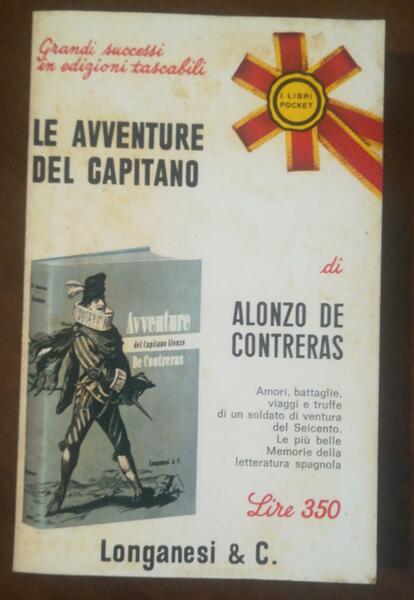 Grandi successi
in edizioni tascabili
I LIBRI
POCKET
LE AVVENTURE
DEL CAPITANO
di
ALONZO DE
CONTRERAS
Avventure
del Capitano Alonzo
De Contreras
Longanesi & C.
Amori, battaglie,
viaggi e truffe
di un soldato di ventura
del Seicento.
Le più belle
Memorie della
letteratura spagnola
Lire 350
Longanesi & C.